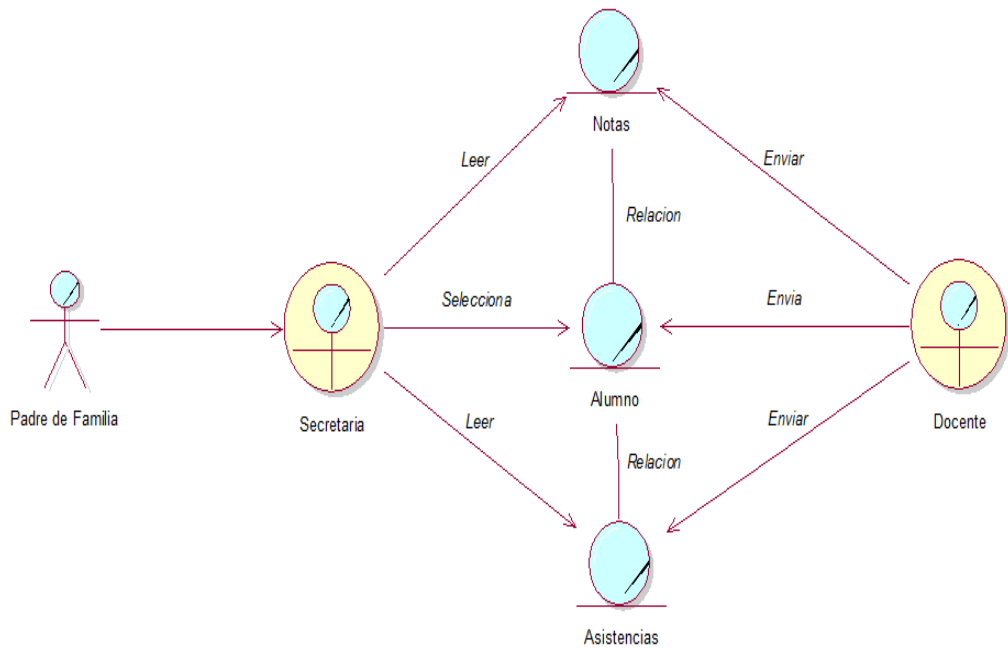 Notas
Leer
Enviar
Relacion
Selecciona
Envia
Padre de Familia
Secretaria
Alumno
Docente
Leer
Enviar
Relacion
Asistencias